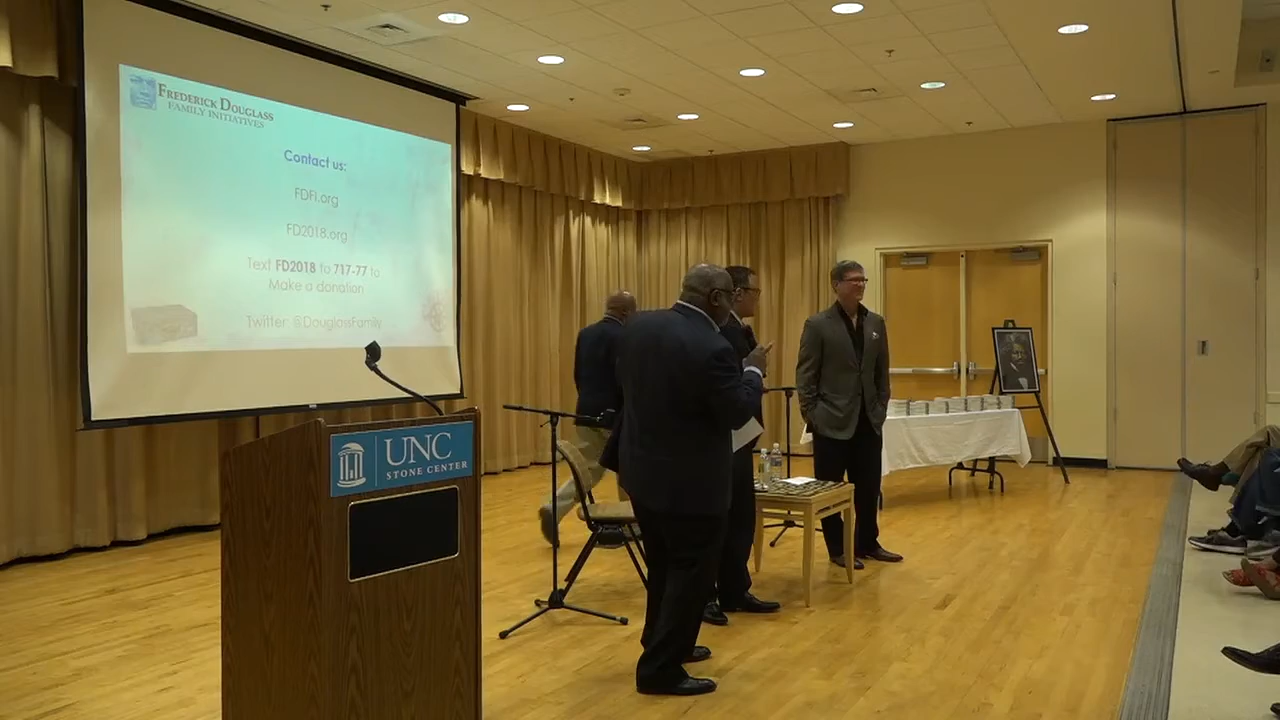 FREDERICK DOUGLASS
FAMILY INITIATIVES
Contact us:
FDFI.org
FD2018.org
Text FD2018 to 717-77 to
Make a donation
Twitter: @DouglassFamily
UNC
STONE CENTER